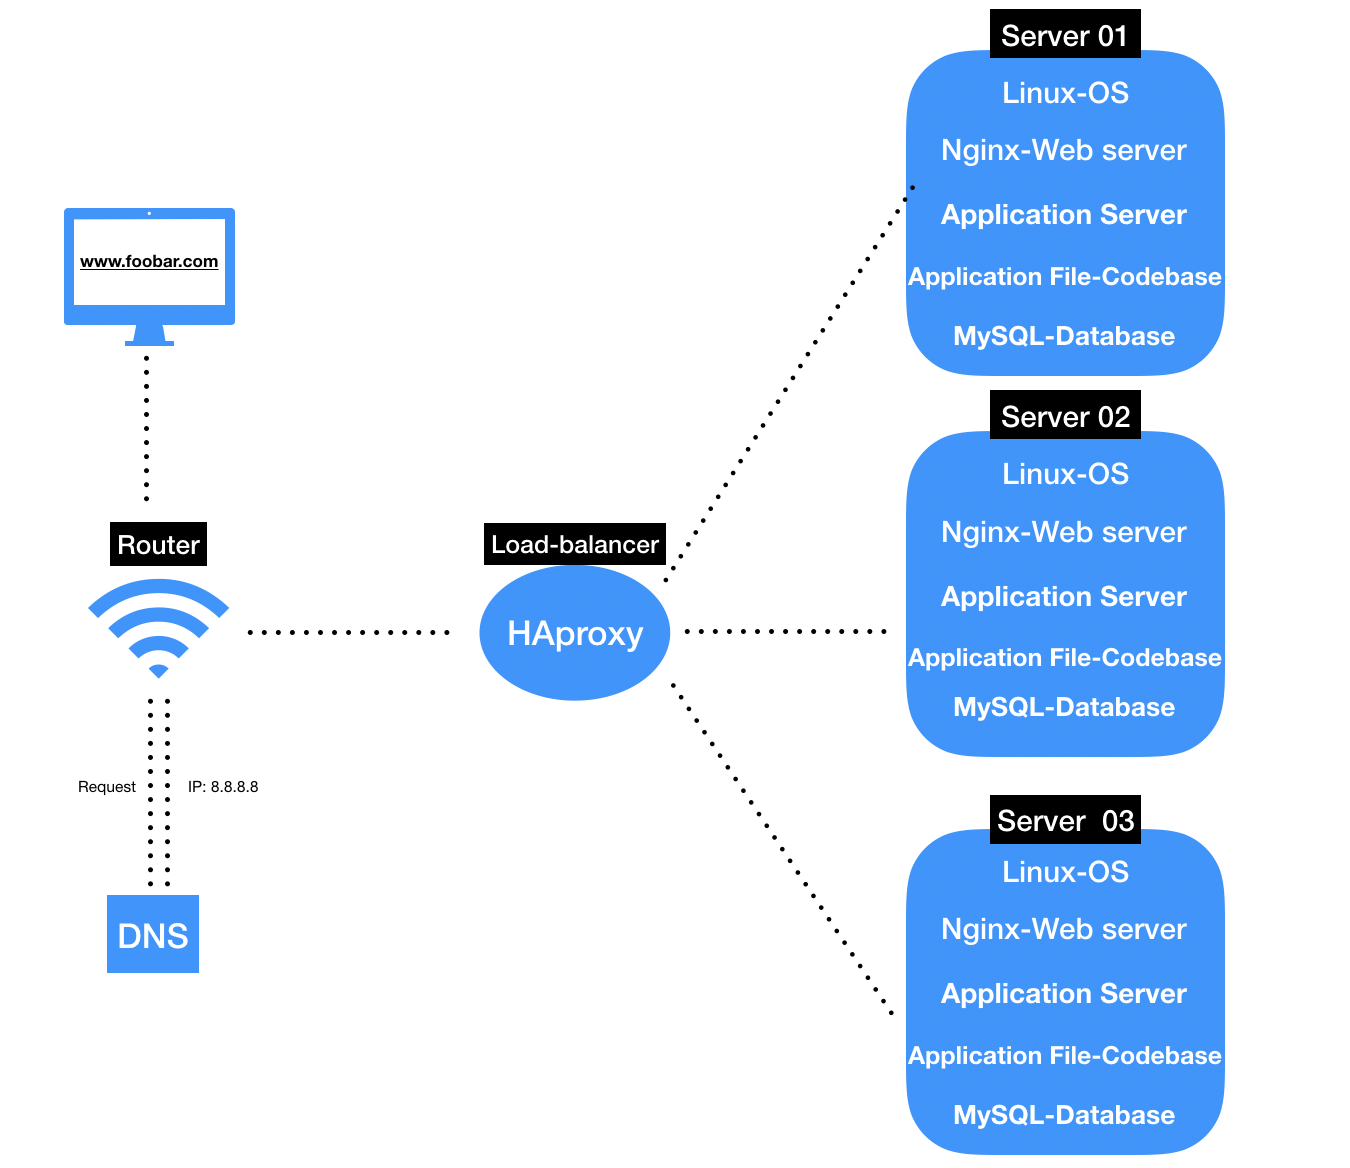 www.foobar.com
Router
Request
IP: 8.8.8.8
DNS
Load-balancer
HAproxy
Server 01
Linux-OS
Nginx-Web server
Application Server
Application File-Codebase
MySQL-Database
Server 02
Linux-OS
Nginx-Web server
Application Server
Application File-Codebase
MySQL-Database
Server  03
Linux-OS
Nginx-Web server
Application Server
Application File-Codebase
MySQL-Database